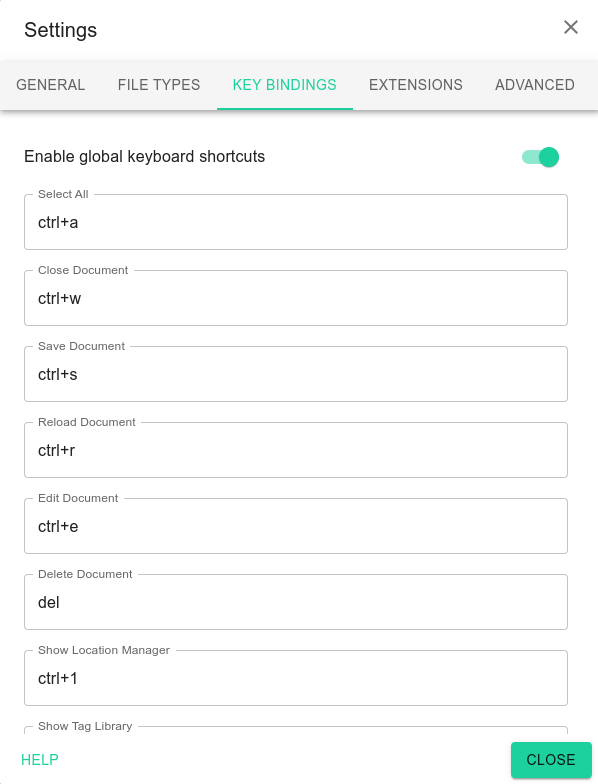 Settings
GENERAL FILE TYPES KEY BINDINGS EXTENSIONS ADVANCED
Enable global keyboard shortcuts
Select All
ctrl+a
Close Document
ctrl+w
Save Document
ctrl+s
Reload Document
ctrl+r
Edit Document
ctrl+e
Delete Document
del
Show Location Manager
ctrl+1
Show Tag Library
HELP CLOSE